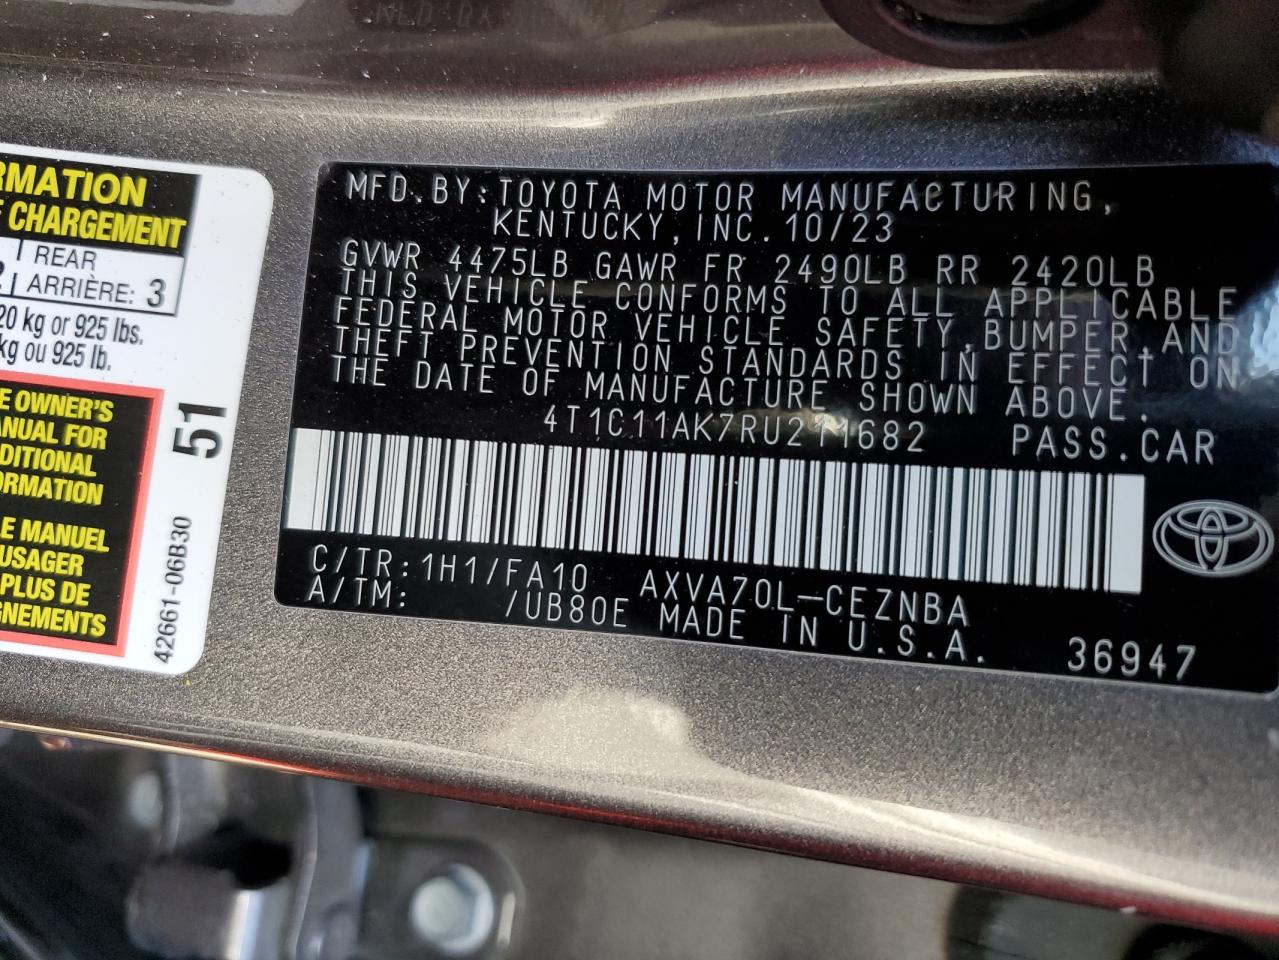 RMATION
E CHARGEMENT
REAR
ARRIÈRE: 3
20 kg or 925 lbs.
kg ou 925 lb.
E OWNER'S
ANUAL FOR
DITIONAL
ORMATION
E MANUEL
USAGER
PLUS DE
GNEMENTS
51
42661-06B30
MFD.BY:TOYOTA MOTOR MANUFACTURING,
KENTUCKY,INC.10/23
GVWR 4475LB GAWR FR 2490LB RR 2420LB
THIS VEHICLE CONFORMS TO ALL APPLICABLE
FEDERAL MOTOR VEHICLE SAFETY,BUMPER,AND
THEFT PREVENTION STANDARDS IN EFFECT ON
THE DATE OF MANUFACTURE SHOWN ABOVE.
4T1C11AK7RU211682 PASS.CAR
C/TR:1H1/FA10 AXVA70L-CEZNBA
A/TM: /UB80E MADE IN U.S.A. 36947